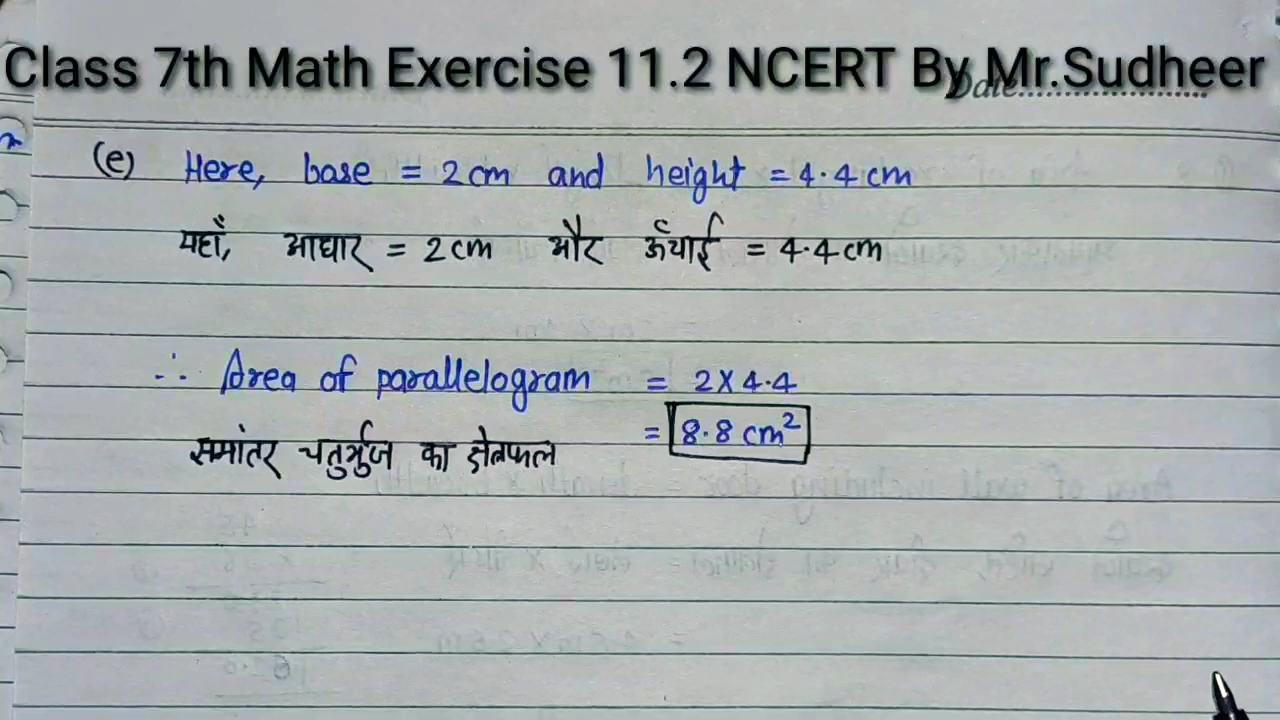 Class 7th Math Exercise 11.2 NCERT By Mr.Sudheer
Date
(e) Here, base = 2 cm and height = 4.4 cm
यहाँ, आधार = 2 cm और ऊँचाई = 4.4 cm
∴ Area of parallelogram = 2 × 4.4
= 8.8 cm²
समांतर चतुर्भुज का क्षेत्रफल